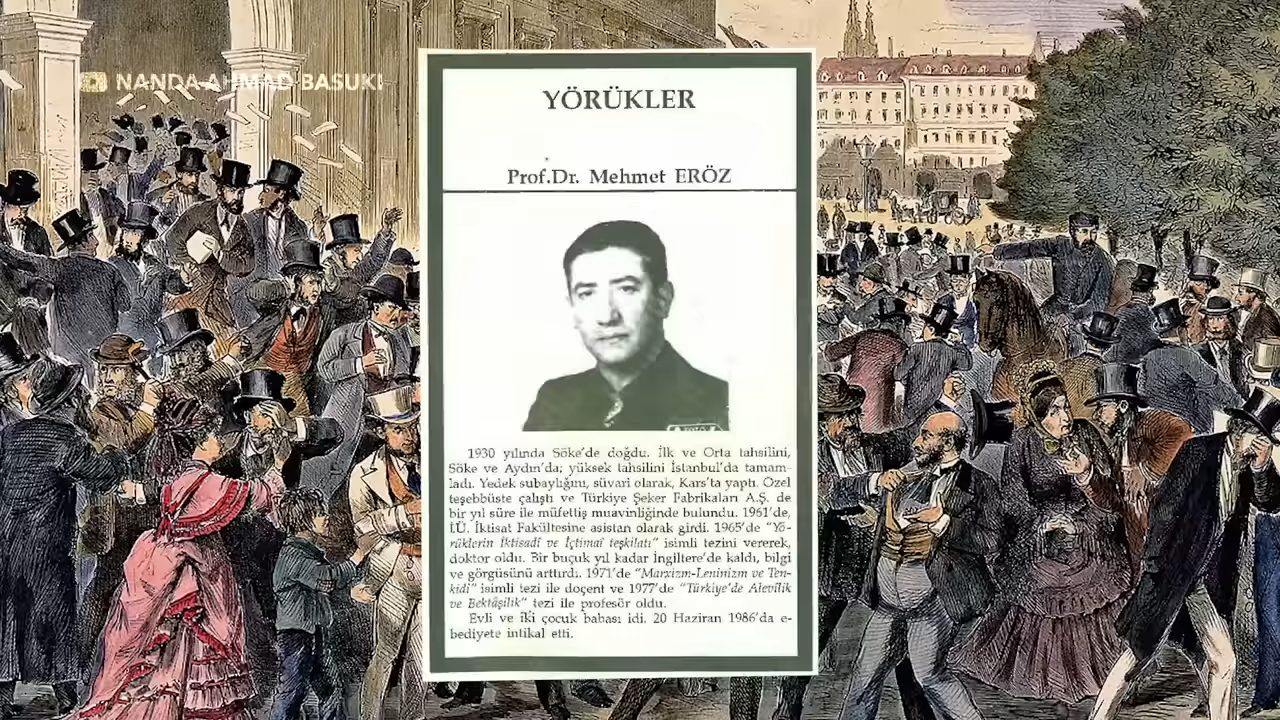 NANDA AHMAD BASUKI
YÖRÜKLER
Prof.Dr. Mehmet ERÖZ
1930 yılında Söke'de doğdu. İlk ve Orta tahsilini,
Söke ve Aydın'da; yüksek tahsilini İstanbul'da tamam-
ladı. Yedek subaylığını, süvari olarak, Kars'ta yaptı. Özel
teşebbüste çalıştı ve Türkiye Şeker Fabrikaları A.Ş. de
bir yıl süre ile müfettiş muavinliğinde bulundu. 1961'de,
İ.Ü. İktisat Fakültesine asistan olarak girdi. 1965'de "Yö-
rüklerin İktisadî ve İçtimaî teşkilatı" isimli tezini vererek,
doktor oldu. Bir buçuk yıl kadar İngiltere'de kaldı, bilgi
ve görgüsünü arttırdı. 1971'de "Marxizm-Leninizm ve Ten-
kidi" isimli tezi ile doçent ve 1977'de "Türkiye'de Alevîlik
ve Bektâşîlik" tezi ile profesör oldu.
Evli ve iki çocuk babası idi. 20 Haziran 1986'da e-
bediyete intikal etti.